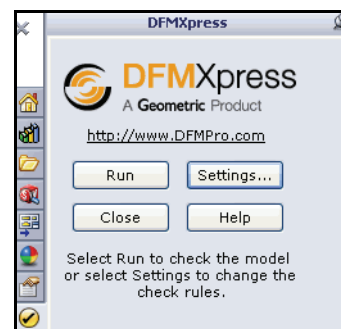 DFMXpress
DFMXpress
A Geometric Product
http://www.DFMPro.com
Run
Settings...
Close
Help
Select Run to check the model
or select Settings to change the
check rules.